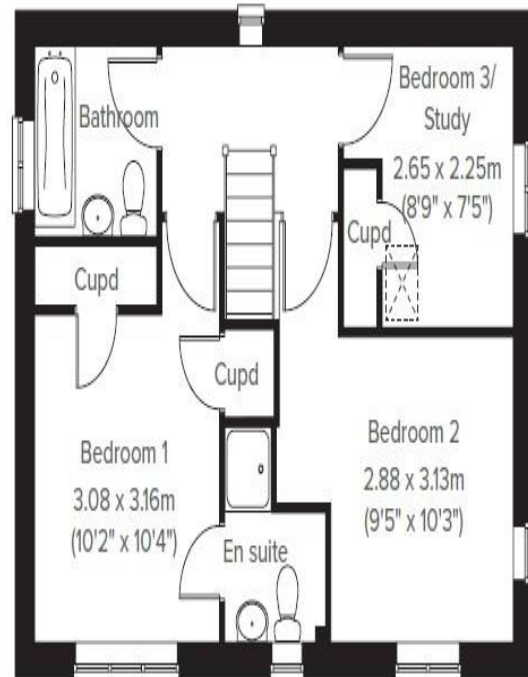 Bathroom
Bedroom 3/
Study
2.65 x 2.25m
(8'9" x 7'5")
Cupd
Cupd
Cupd
Bedroom 1
3.08 x 3.16m
(10'2" x 10'4")
Bedroom 2
2.88 x 3.13m
(9'5" x 10'3")
En suite